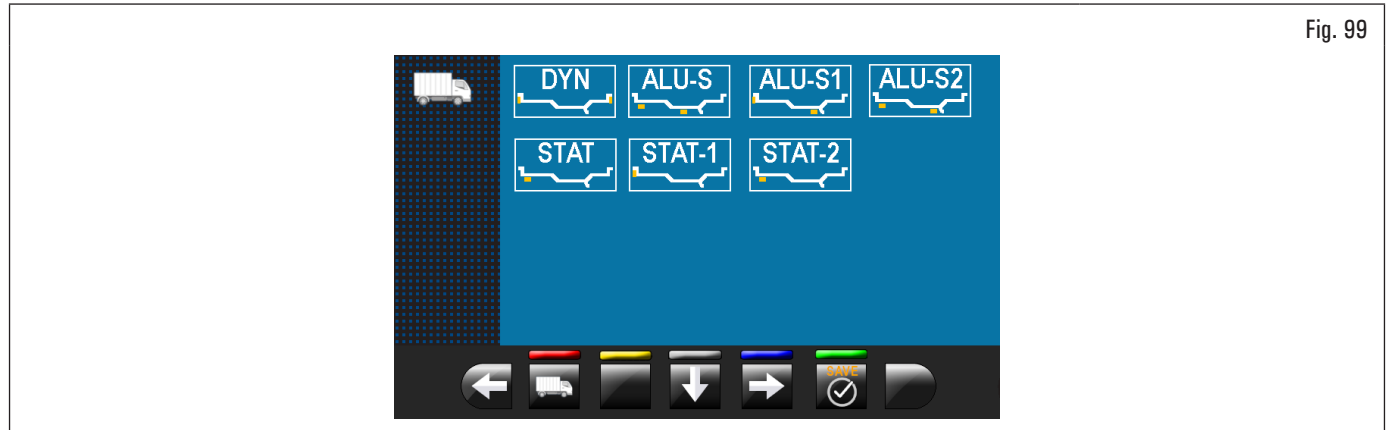 Fig. 99
DYN ALU-S ALU-S1 ALU-S2
STAT STAT-1 STAT-2
SAVE